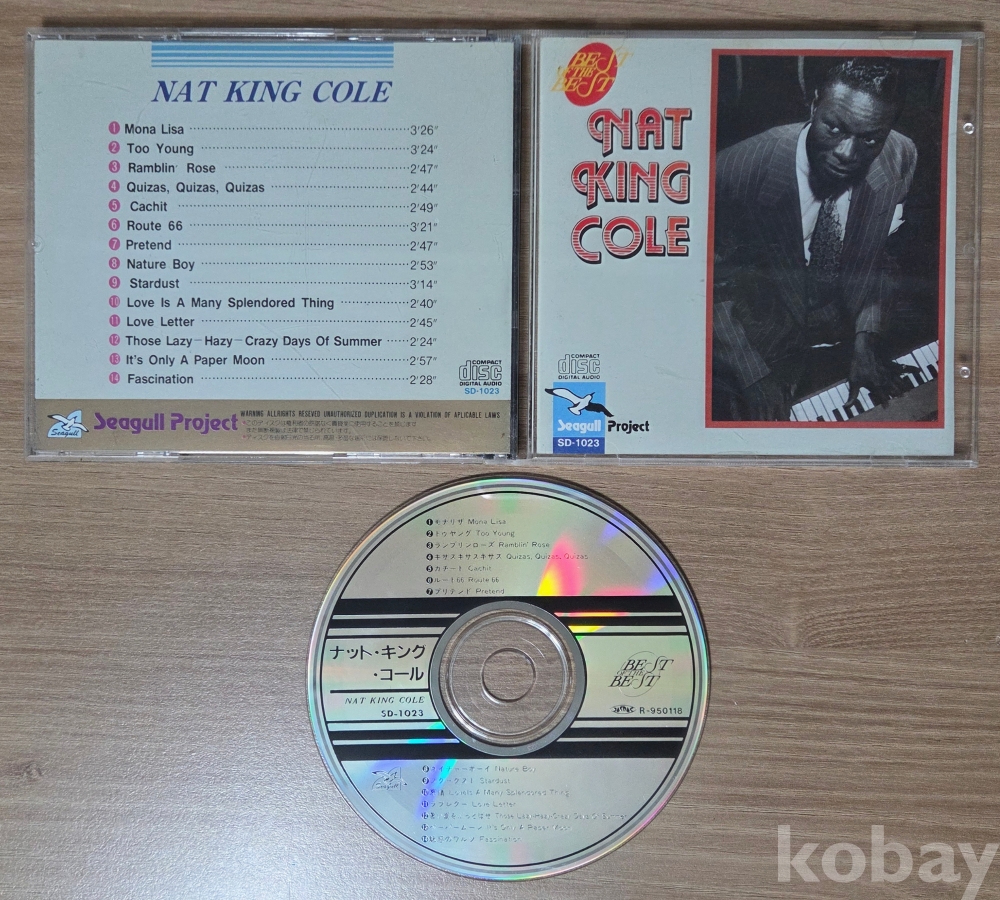 NAT KING COLE
1 Mona Lisa 3'26"
2 Too Young 3'24"
3 Ramblin' Rose 2'47"
4 Quizas, Quizas, Quizas 2'44"
5 Cachit 2'49"
6 Route 66 3'21"
7 Pretend 2'47"
8 Nature Boy 2'53"
9 Stardust 3'14"
10 Love Is A Many Splendored Thing 2'40"
11 Love Letter 2'45"
12 Those Lazy-Hazy-Crazy Days Of Summer 2'24"
13 It's Only A Paper Moon 2'57"
14 Fascination 2'28"
COMPACT
disc
DIGITAL AUDIO
SD-1023
Seagull
Seagull Project
WARNING ALLRIGHTS RESEVED UNAUTHORIZED DUPLICATION IS A VIOLATION OF APLICABLE LAWS
BEST
OF THE
BEST
NAT
KING
COLE
COMPACT
disc
DIGITAL AUDIO
Seagull Project
SD-1023
1 モナリザ Mona Lisa
2 トゥヤング Too Young
3 ランブリンローズ Ramblin' Rose
4 キサスキサスキサス Quizas, Quizas, Quizas
5 カチート Cachit
6 ルート66 Route 66
7 プリテンド Pretend
ナット・キング
・コール
NAT KING COLE
SD-1023
BEST
OF THE
BEST
JASRAC R-950118
Nature Boy
Stardust
Many Splendored Thing
Seagull
Love Letter
It's Only A Paper Moon
Fascination
kobay